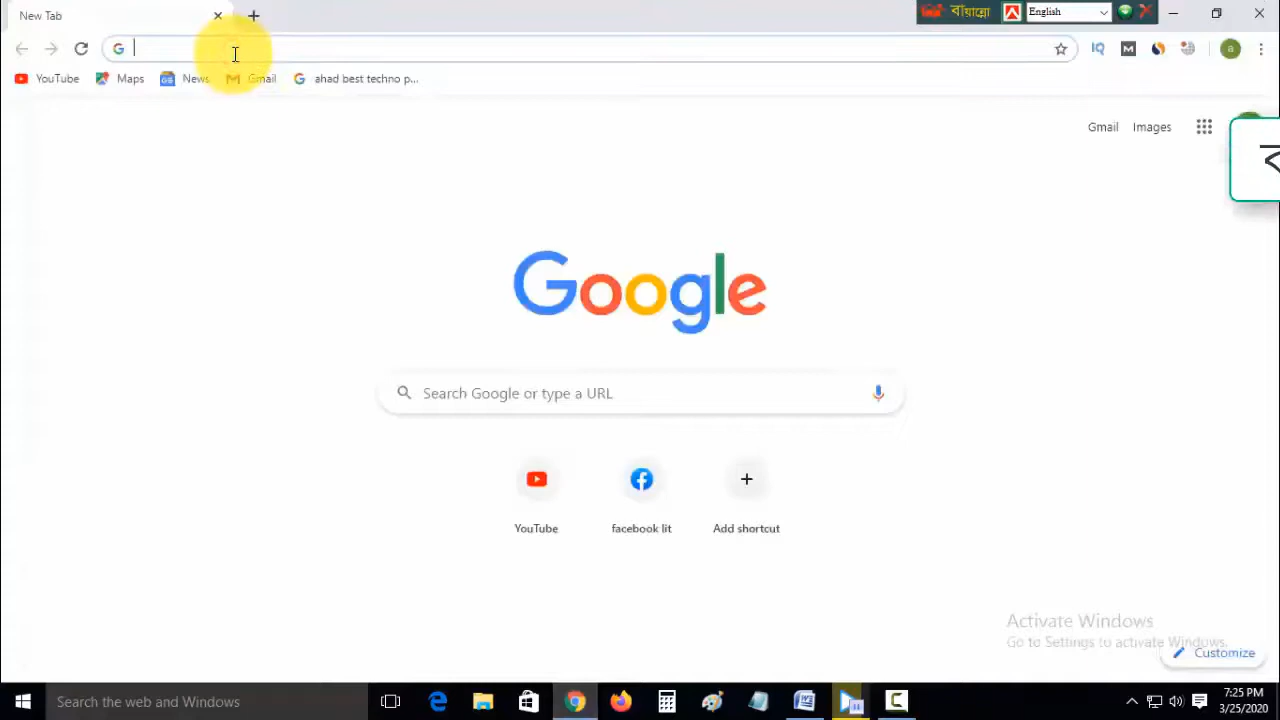 New Tab
বায়ান্নো
English
YouTube
Maps
News
Gmail
ahad best techno p...
Gmail
Images
Google
Search Google or type a URL
YouTube
facebook lit
Add shortcut
Activate Windows
Go to Settings to activate Windows.
Customize
Search the web and Windows
7:25 PM
3/25/2020